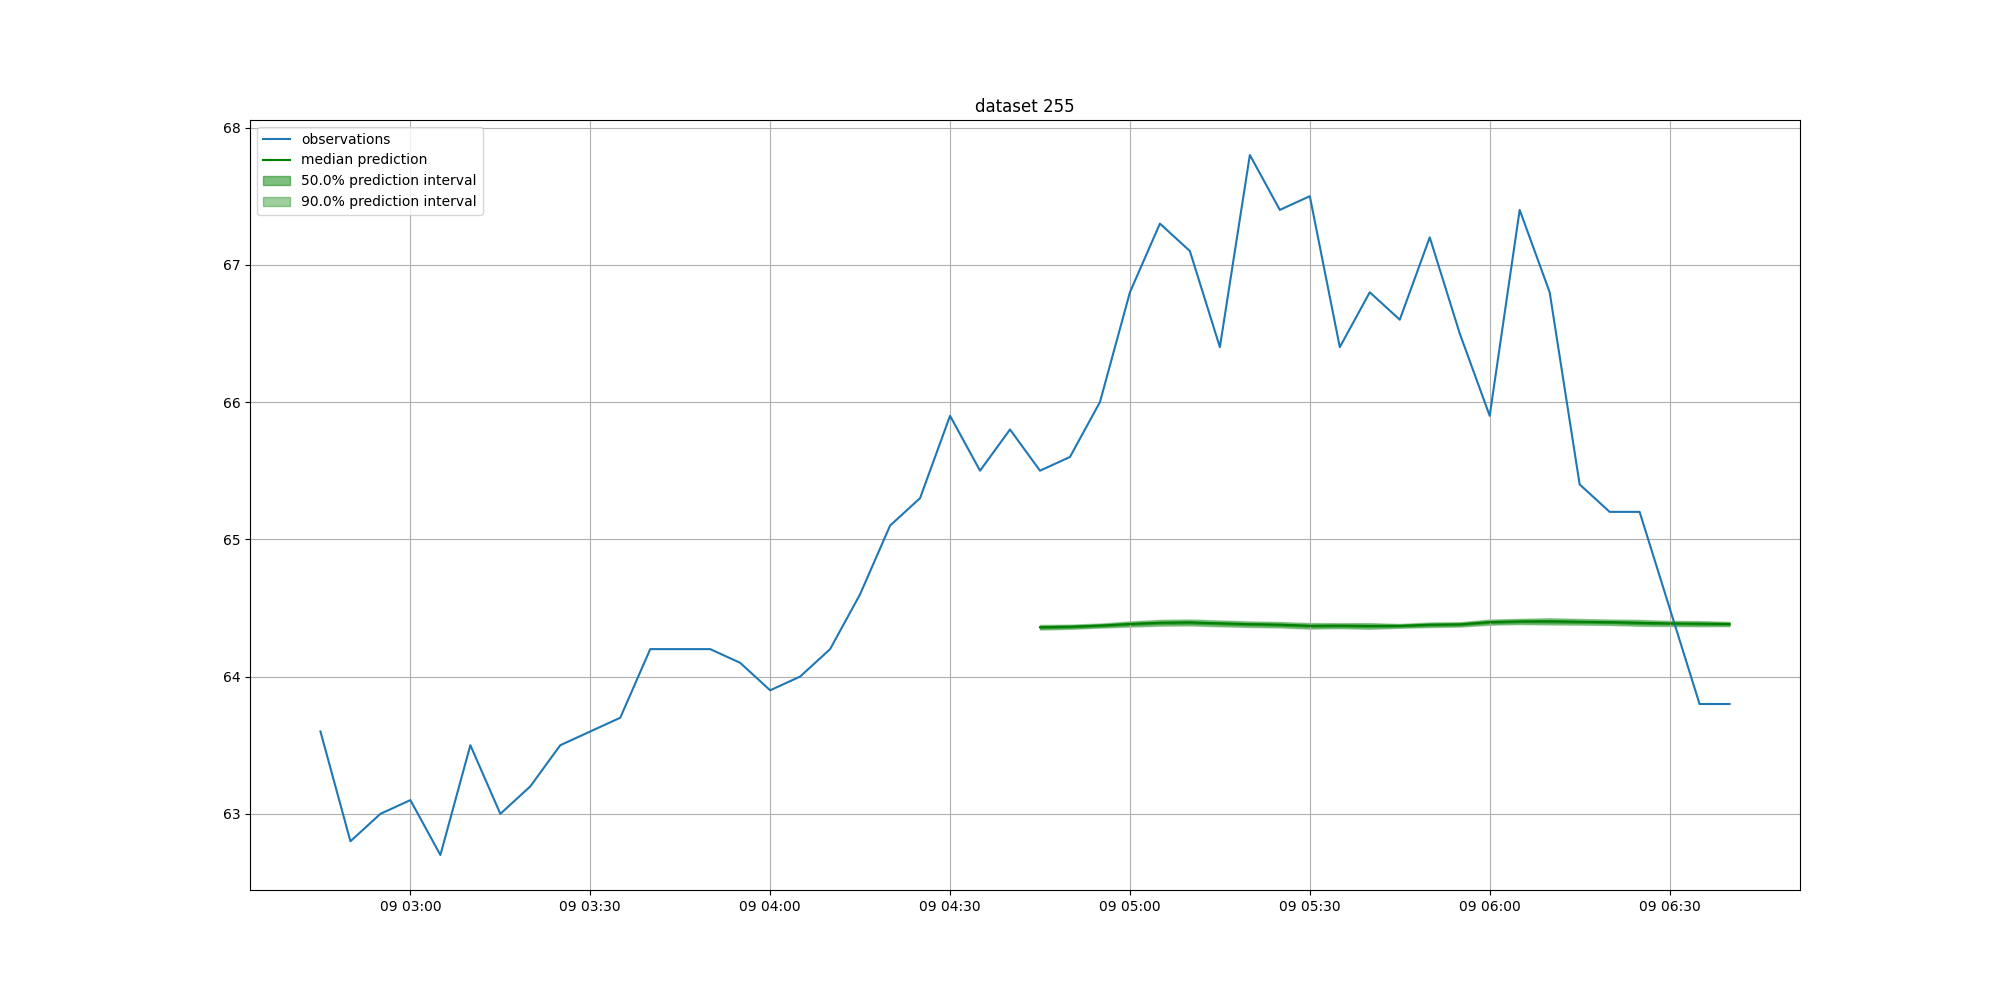 dataset 255
observations
median prediction
50.0% prediction interval
90.0% prediction interval
68
67
66
65
64
63
09 03:00
09 03:30
09 04:00
09 04:30
09 05:00
09 05:30
09 06:00
09 06:30